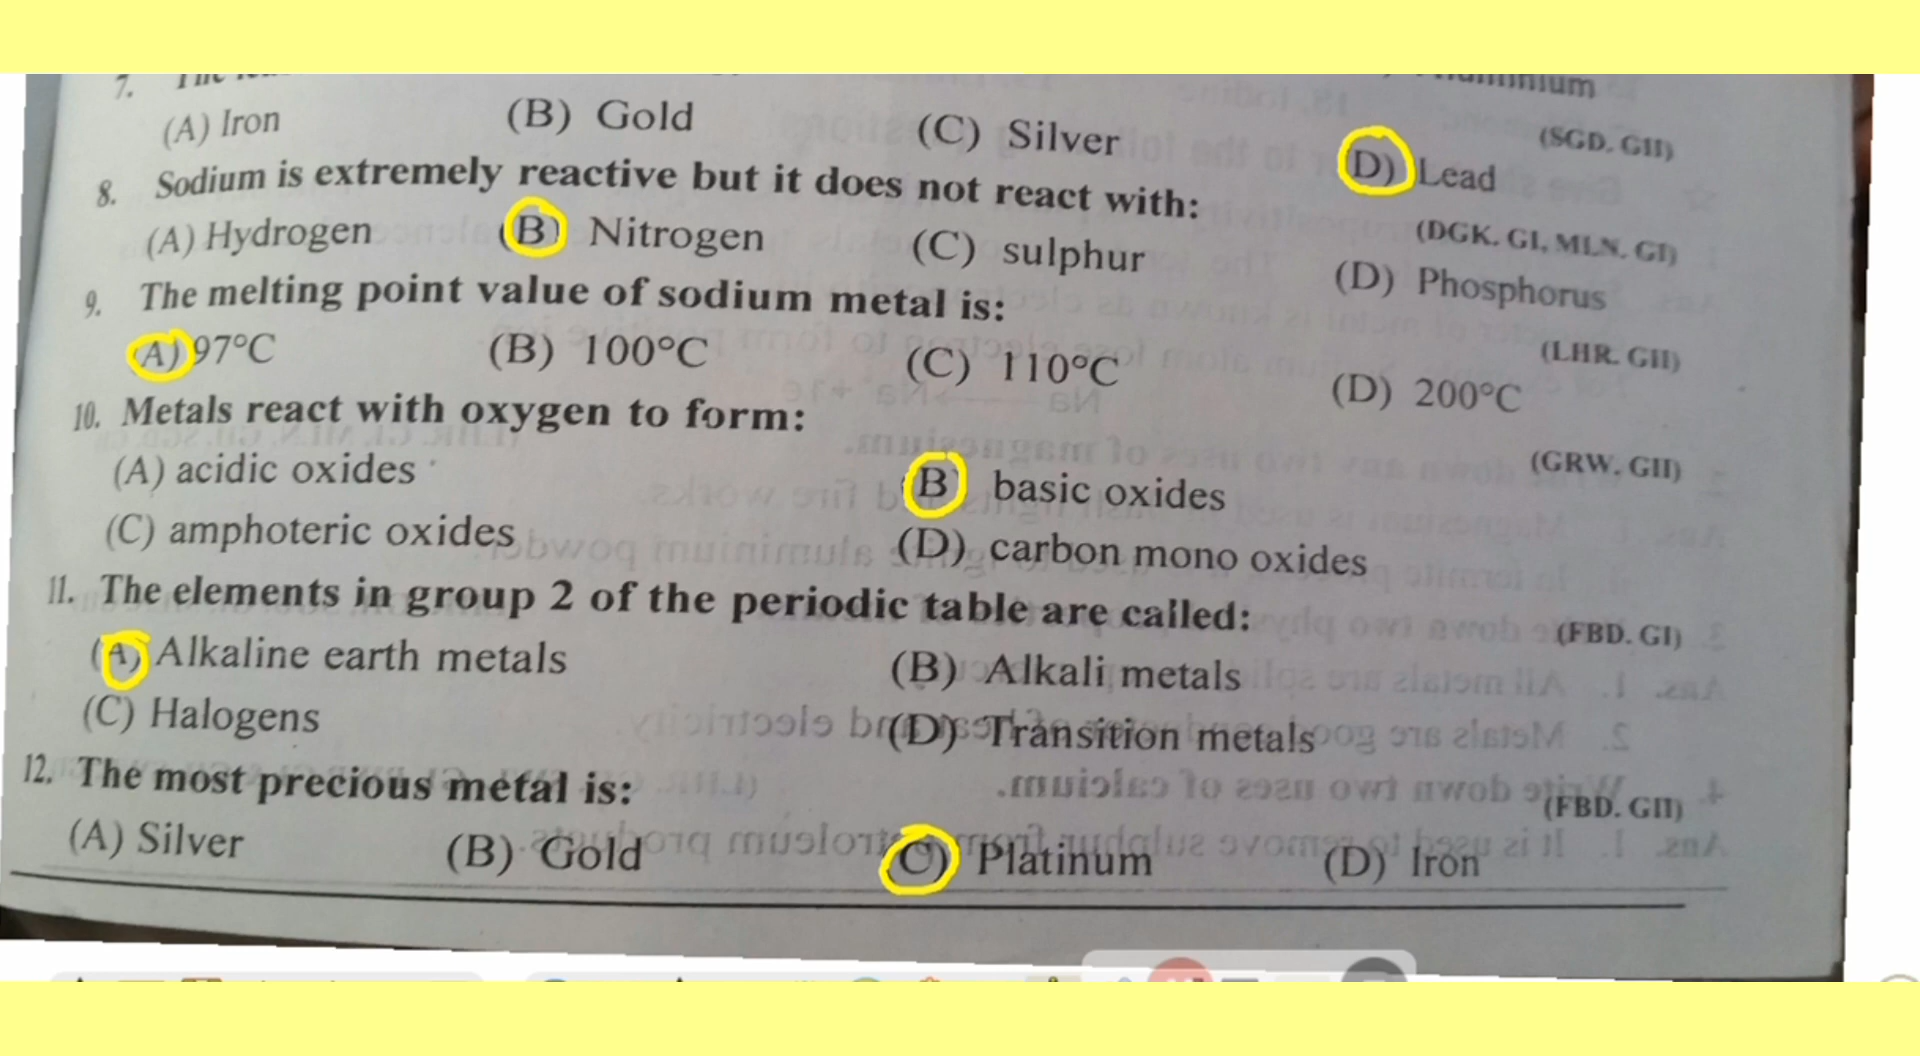 7.
(A) Iron (B) Gold (C) Silver (D) Lead (SGD. GII)
8. Sodium is extremely reactive but it does not react with:
(A) Hydrogen (B) Nitrogen (C) sulphur (D) Phosphorus (DGK. GI, MLN. GI)
9. The melting point value of sodium metal is:
(A) 97°C (B) 100°C (C) 110°C (D) 200°C (LHR. GII)
10. Metals react with oxygen to form: (GRW. GII)
(A) acidic oxides (B) basic oxides
(C) amphoteric oxides (D) carbon mono oxides
11. The elements in group 2 of the periodic table are called: (FBD. GI)
(A) Alkaline earth metals (B) Alkali metals
(C) Halogens (D) Transition metals
12. The most precious metal is: (FBD. GII)
(A) Silver (B) Gold (C) Platinum (D) Iron